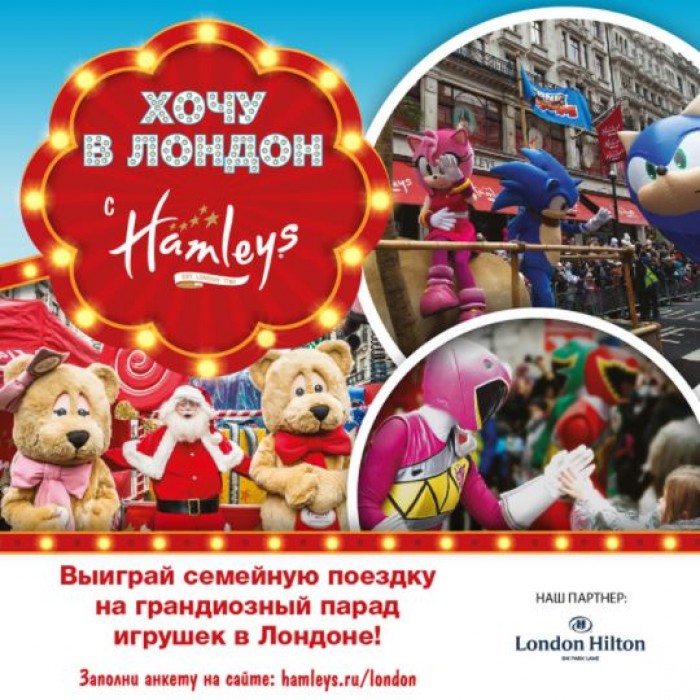 ХОЧУ
В ЛОНДОН
С
Hamleys
EST. LONDON 1760
Выиграй семейную поездку
на грандиозный парад
игрушек в Лондоне!
Заполни анкету на сайте: hamleys.ru/london
НАШ ПАРТНЕР:
London Hilton
ON PARK LANE